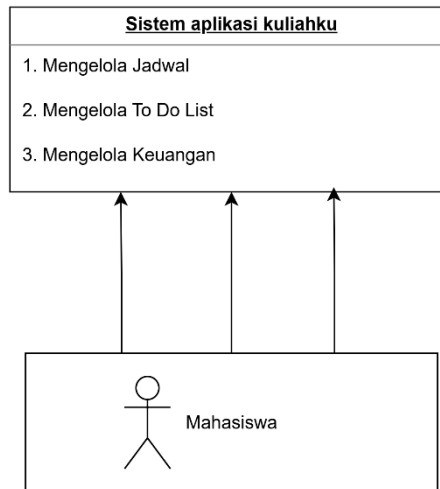 Sistem aplikasi kuliahku
1. Mengelola Jadwal
2. Mengelola To Do List
3. Mengelola Keuangan
Mahasiswa